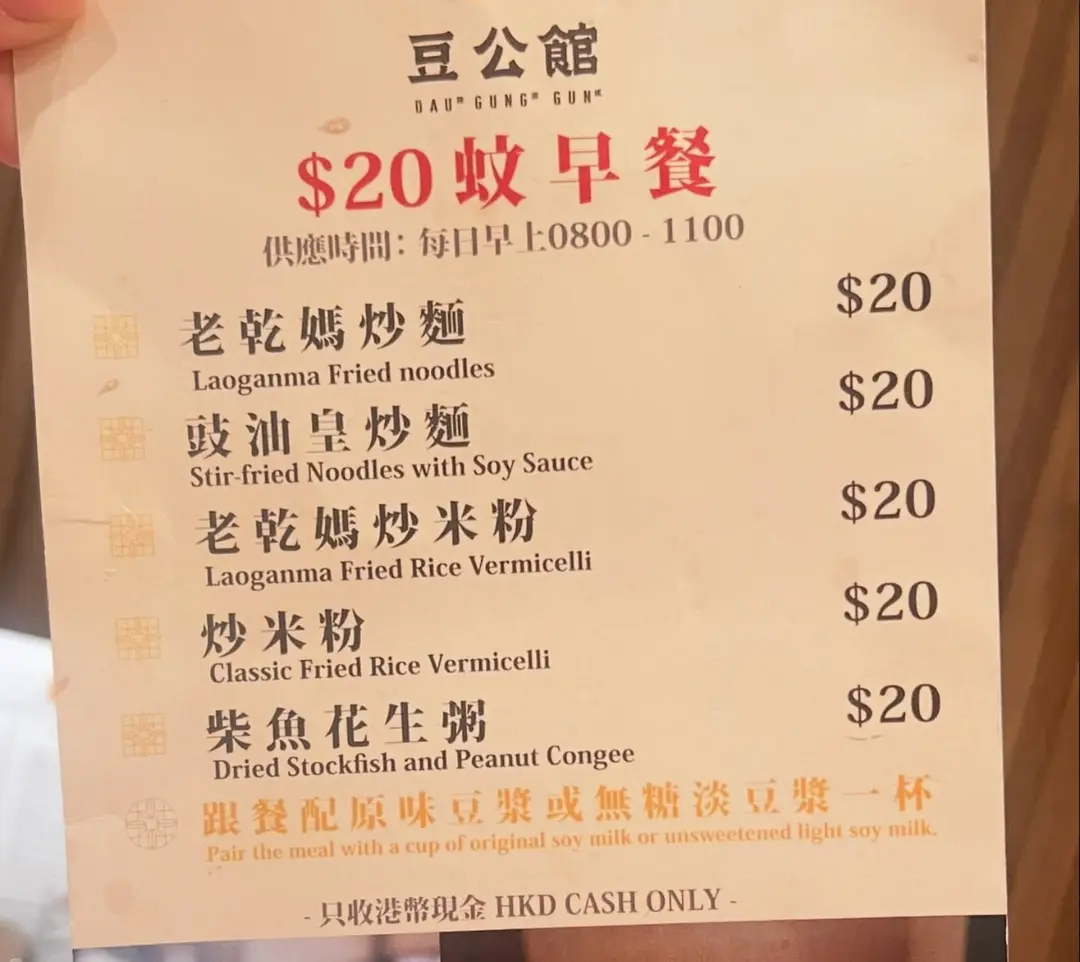 豆公館
DAU GUNG GUN
$20蚊早餐
供應時間：每日早上0800 - 1100
老乾媽炒麵 $20
Laoganma Fried noodles
豉油皇炒麵 $20
Stir-fried Noodles with Soy Sauce
老乾媽炒米粉 $20
Laoganma Fried Rice Vermicelli
炒米粉 $20
Classic Fried Rice Vermicelli
柴魚花生粥 $20
Dried Stockfish and Peanut Congee
跟餐配原味豆漿或無糖淡豆漿一杯
Pair the meal with a cup of original soy milk or unsweetened light soy milk.
- 只收港幣現金 HKD CASH ONLY -